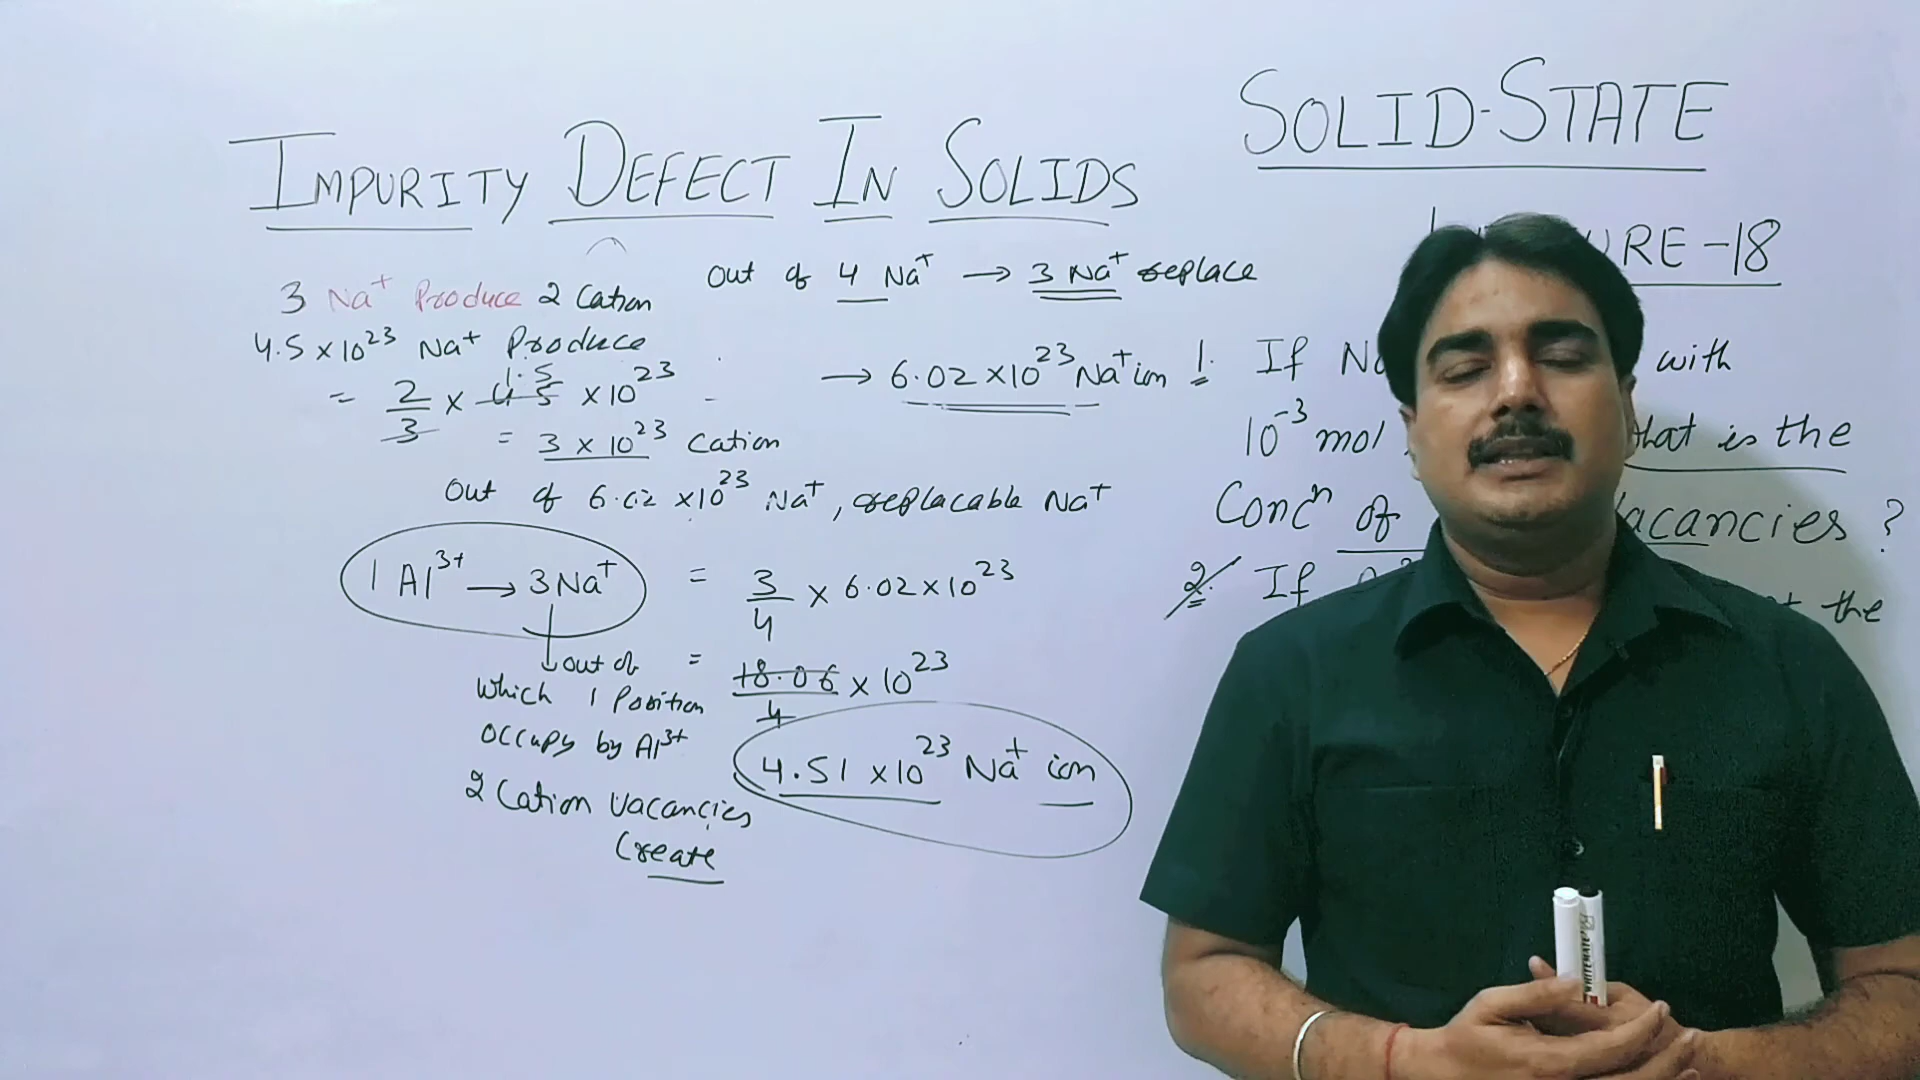 IMPURITY DEFECT IN SOLIDS
SOLID-STATE
RE-18
3 Na⁺ Produce 2 Cation
4.5 × 10²³ Na⁺ Produce
= 2/3 × 4.5 1.5 × 10²³
= 3 × 10²³ Cation
Out of 4 Na⁺ → 3 Na⁺ replace
→ 6.02 × 10²³ Na⁺ ion
Out of 6.02 × 10²³ Na⁺, replacable Na⁺
= 3/4 × 6.02 × 10²³
= 18.06/4 × 10²³
4.51 × 10²³ Na⁺ ion
1 Al³⁺ → 3Na⁺
out of
which 1 Position
occupy by Al³⁺
2 Cation vacancies
Create
1. If with
10⁻³ mol is the
Concⁿ of vacancies ?
2. If the
WHITEMATE